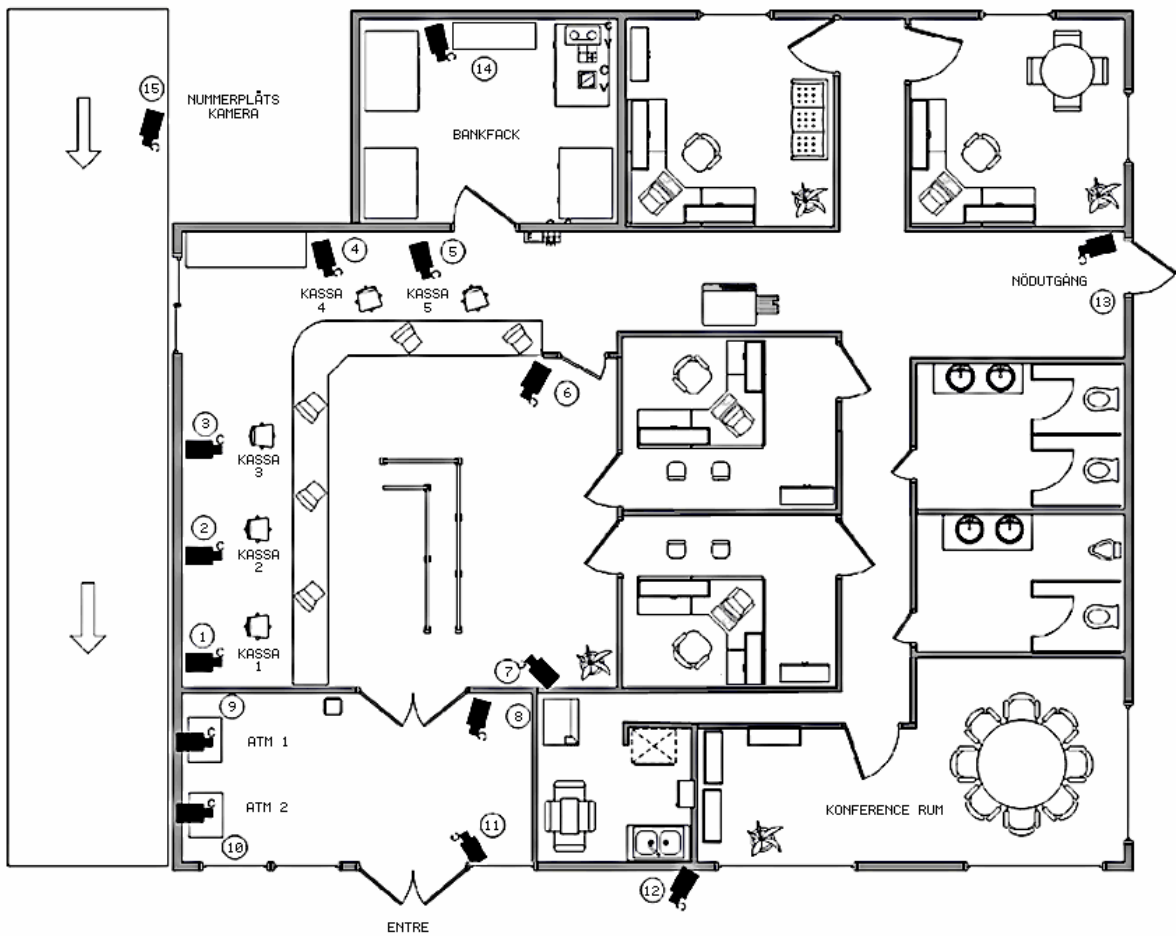 15
NUMMERPLÅTS
KAMERA
14
C
V
C
V
BANKFACK
4
5
KASSA
4
KASSA
5
NÖDUTGÅNG
13
6
3
KASSA
3
2
KASSA
2
1
KASSA
1
7
9
8
ATM 1
ATM 2
10
11
KONFERENCE RUM
12
ENTRE